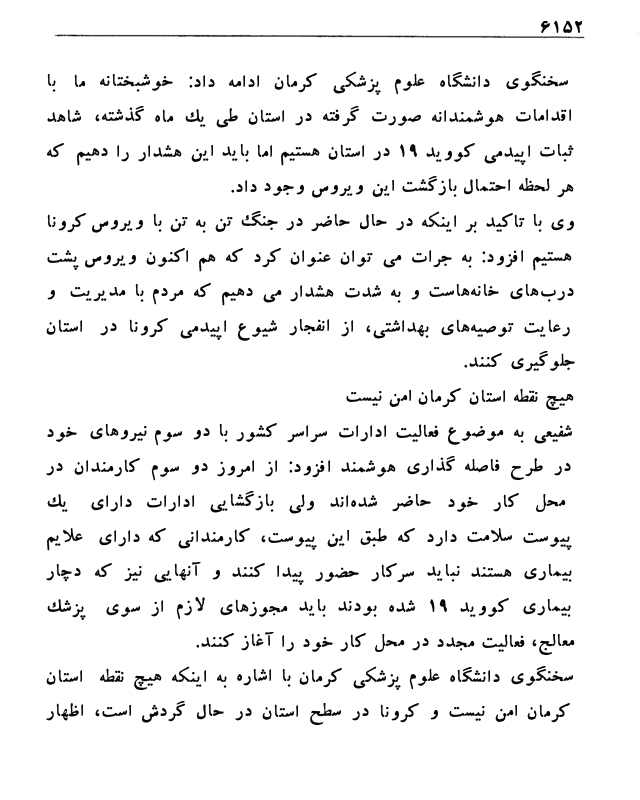 ۶۱۵۲
سخنگوی دانشگاه علوم پزشکی کرمان ادامه داد: خوشبختانه ما با
اقدامات هوشمندانه صورت گرفته در استان طی یك ماه گذشته، شاهد
ثبات اپیدمی کووید ۱۹ در استان هستیم اما باید این هشدار را دهیم که
هر لحظه احتمال بازگشت این ویروس وجود داد.
وی با تاکید بر اینکه در حال حاضر در جنگ تن به تن با ویروس کرونا
هستیم افزود: به جرات می توان عنوان کرد که هم اکنون ویروس پشت
درب‌های خانه‌هاست و به شدت هشدار می دهیم که مردم با مدیریت و
رعایت توصیه‌های بهداشتی، از انفجار شیوع اپیدمی کرونا در استان
جلوگیری کنند.
هیچ نقطه استان کرمان امن نیست
شفیعی به موضوع فعالیت ادارات سراسر کشور با دو سوم نیروهای خود
در طرح فاصله گذاری هوشمند افزود: از امروز دو سوم کارمندان در
محل کار خود حاضر شده‌اند ولی بازگشایی ادارات دارای یك
پیوست سلامت دارد که طبق این پیوست، کارمندانی که دارای علایم
بیماری هستند نباید سرکار حضور پیدا کنند و آنهایی نیز که دچار
بیماری کووید ۱۹ شده بودند باید مجوزهای لازم از سوی پزشك
معالج، فعالیت مجدد در محل کار خود را آغاز کنند.
سخنگوی دانشگاه علوم پزشکی کرمان با اشاره به اینکه هیچ نقطه استان
کرمان امن نیست و کرونا در سطح استان در حال گردش است، اظهار